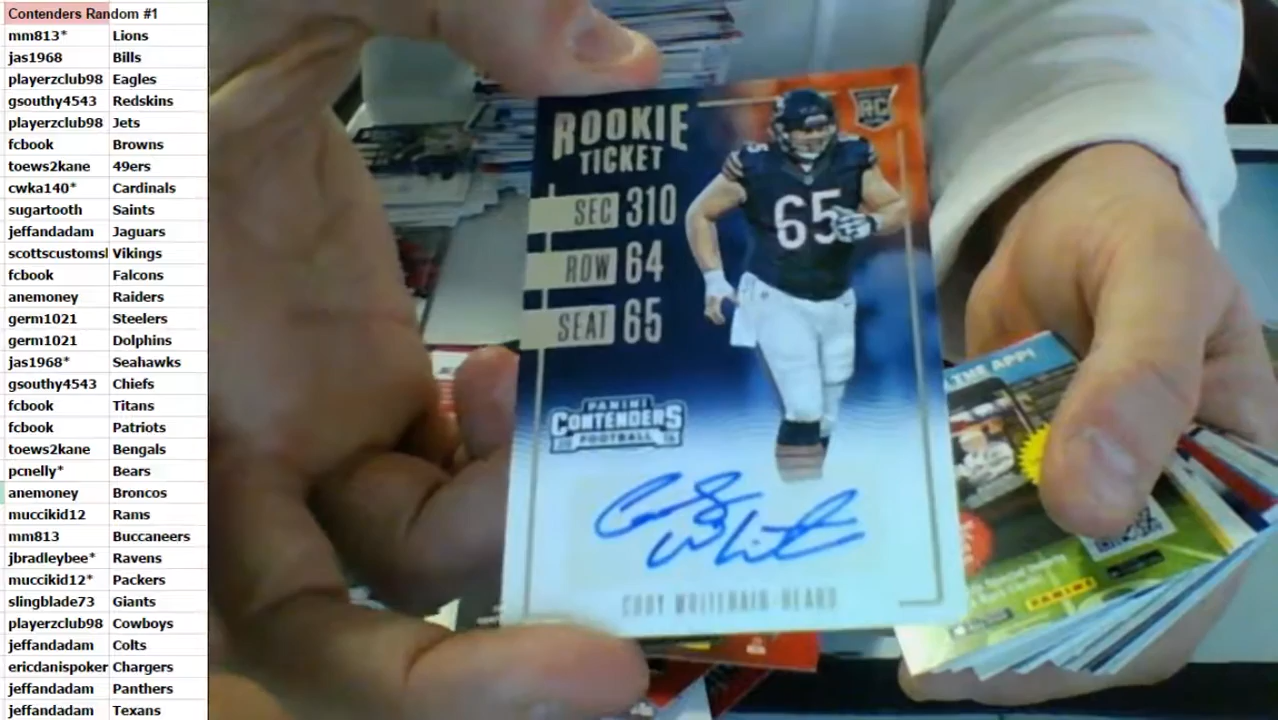 Contenders Random #1
mm813* Lions
jas1968 Bills
playerzclub98 Eagles
gsouthy4543 Redskins
playerzclub98 Jets
fcbook Browns
toews2kane 49ers
cwka140* Cardinals
sugartooth Saints
jeffandadam Jaguars
scottscustomsl Vikings
fcbook Falcons
anemoney Raiders
germ1021 Steelers
germ1021 Dolphins
jas1968* Seahawks
gsouthy4543 Chiefs
fcbook Titans
fcbook Patriots
toews2kane Bengals
pcnelly* Bears
anemoney Broncos
muccikid12 Rams
mm813 Buccaneers
jbradleybee* Ravens
muccikid12* Packers
slingblade73 Giants
playerzclub98 Cowboys
jeffandadam Colts
ericdanispoker Chargers
jeffandadam Panthers
jeffandadam Texans
ROOKIE
TICKET
RC
SEC 310
ROW 64
SEAT 65
65
PANINI
CONTENDERS
FOOTBALL
CODY WHITEHAIR-BEARS
THE APP!
PANINI